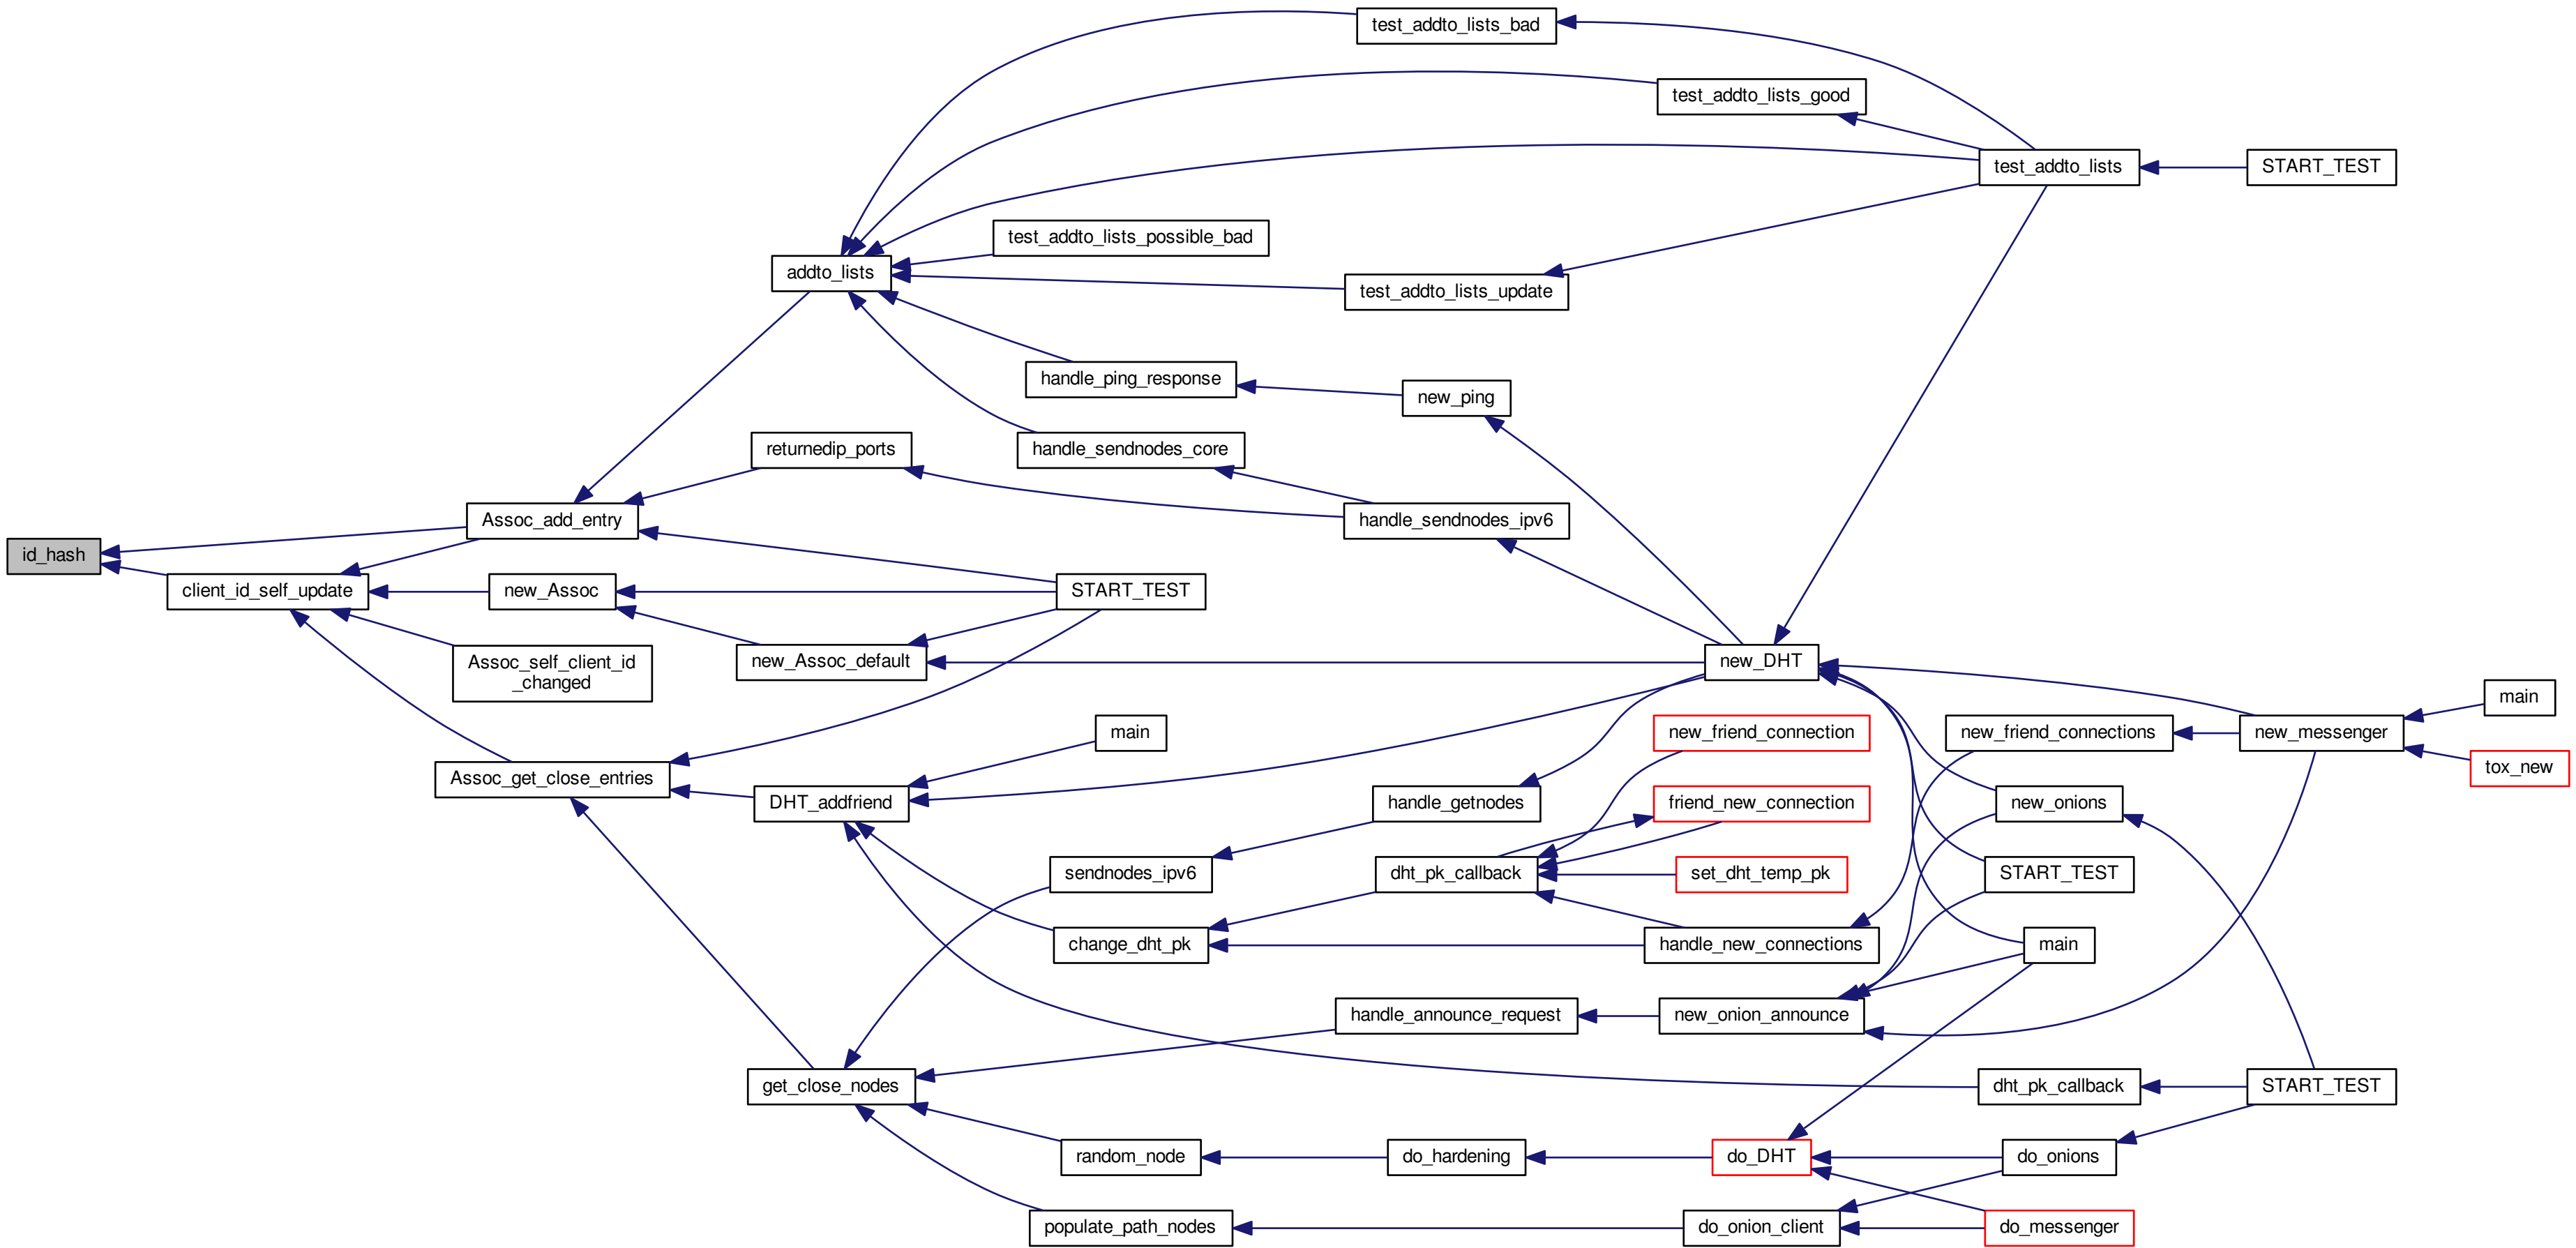 test_addto_lists_bad
test_addto_lists_good
test_addto_lists
START_TEST
test_addto_lists_possible_bad
addto_lists
test_addto_lists_update
handle_ping_response
new_ping
returnedip_ports
handle_sendnodes_core
Assoc_add_entry
handle_sendnodes_ipv6
id_hash
client_id_self_update
new_Assoc
START_TEST
Assoc_self_client_id
_changed
new_Assoc_default
new_DHT
main
main
new_friend_connection
new_friend_connections
new_messenger
Assoc_get_close_entries
tox_new
DHT_addfriend
handle_getnodes
friend_new_connection
new_onions
sendnodes_ipv6
dht_pk_callback
set_dht_temp_pk
START_TEST
change_dht_pk
handle_new_connections
main
handle_announce_request
new_onion_announce
get_close_nodes
dht_pk_callback
START_TEST
random_node
do_hardening
do_DHT
do_onions
populate_path_nodes
do_onion_client
do_messenger